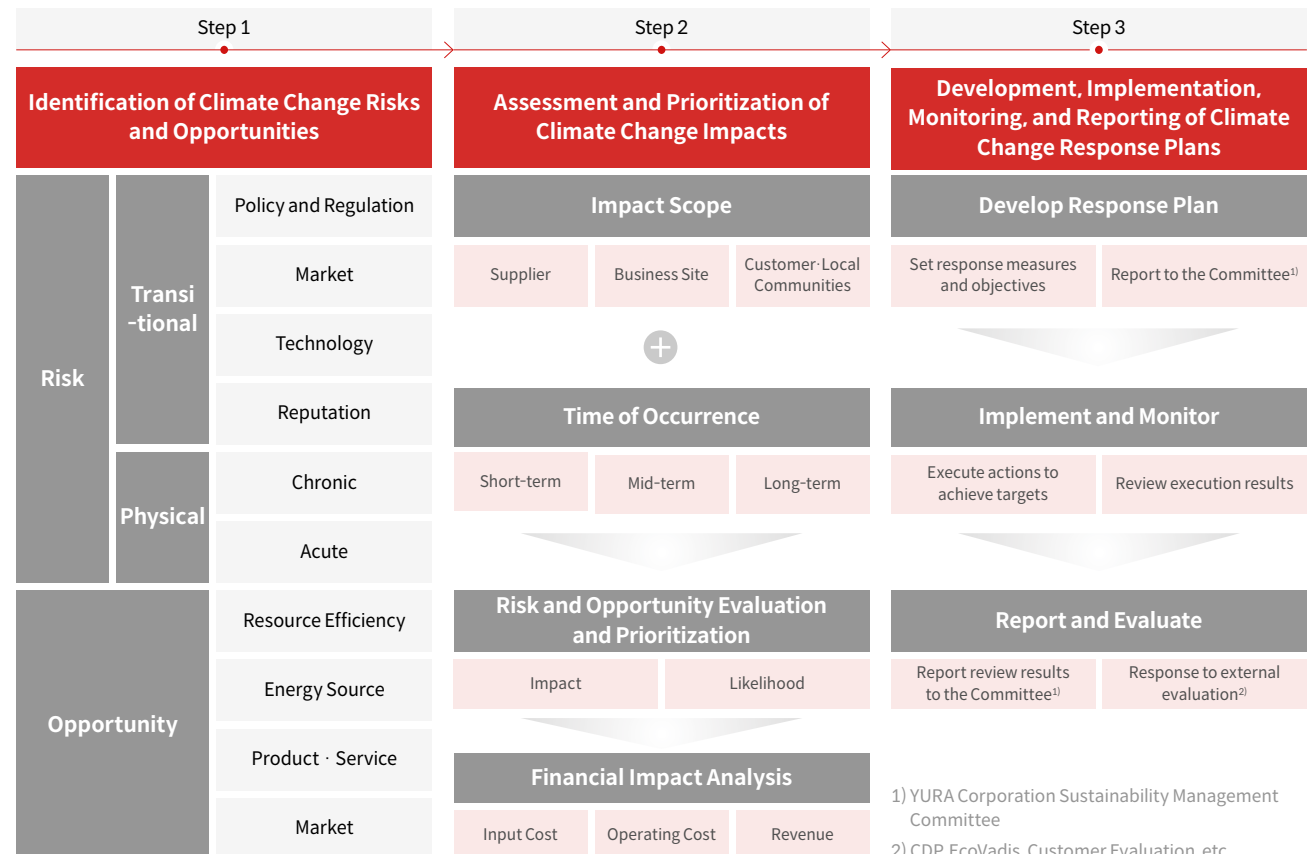 Step 1
Identification of Climate Change Risks
and Opportunities
Risk
Transi
-tional
Policy and Regulation
Market
Technology
Reputation
Physical
Chronic
Acute
Opportunity
Resource Efficiency
Energy Source
Product · Service
Market
Step 2
Assessment and Prioritization of
Climate Change Impacts
Impact Scope
Supplier
Business Site
Customer·Local
Communities
+
Time of Occurrence
Short-term
Mid-term
Long-term
Risk and Opportunity Evaluation
and Prioritization
Impact
Likelihood
Financial Impact Analysis
Input Cost
Operating Cost
Revenue
Step 3
Development, Implementation,
Monitoring, and Reporting of Climate
Change Response Plans
Develop Response Plan
Set response measures
and objectives
Report to the Committee1)
Implement and Monitor
Execute actions to
achieve targets
Review execution results
Report and Evaluate
Report review results
to the Committee1)
Response to external
evaluation2)
1) YURA Corporation Sustainability Management
Committee
2) CDP, EcoVadis, Customer Evaluation, etc.